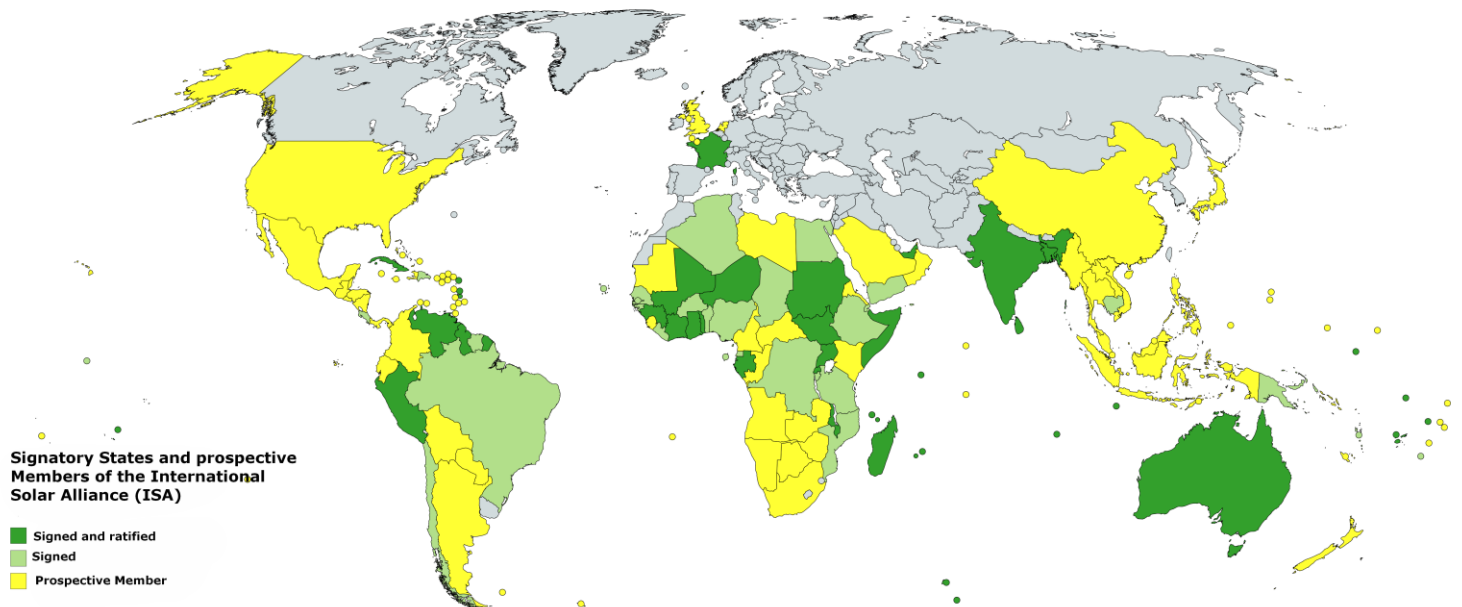 Signatory States and prospective
Members of the International
Solar Alliance (ISA)
Signed and ratified
Signed
Prospective Member